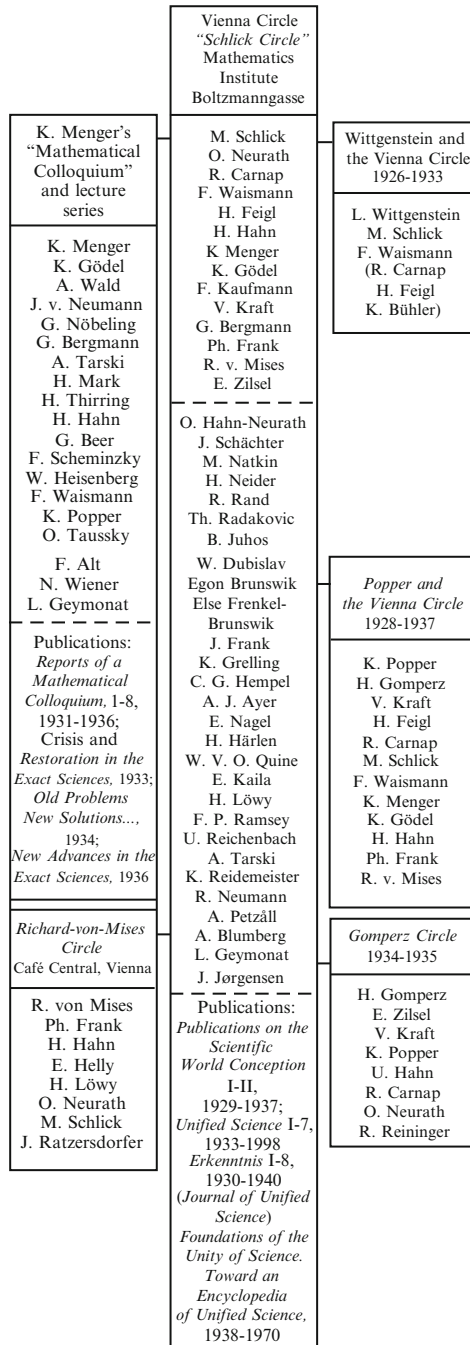 Vienna Circle
"Schlick Circle"
Mathematics
Institute
Boltzmanngasse
M. Schlick
O. Neurath
R. Carnap
F. Waismann
H. Feigl
H. Hahn
K Menger
K. Gödel
F. Kaufmann
V. Kraft
G. Bergmann
Ph. Frank
R. v. Mises
E. Zilsel
O. Hahn-Neurath
J. Schächter
M. Natkin
H. Neider
R. Rand
Th. Radakovic
B. Juhos
W. Dubislav
Egon Brunswik
Else Frenkel-
Brunswik
J. Frank
K. Grelling
C. G. Hempel
A. J. Ayer
E. Nagel
H. Härlen
W. V. O. Quine
E. Kaila
H. Löwy
F. P. Ramsey
U. Reichenbach
A. Tarski
K. Reidemeister
R. Neumann
A. Petzåll
A. Blumberg
L. Geymonat
J. Jørgensen
Publications:
Publications on the
Scientific
World Conception
I-II,
1929-1937;
Unified Science I-7,
1933-1998
Erkenntnis I-8,
1930-1940
(Journal of Unified
Science)
Foundations of the
Unity of Science.
Toward an
Encyclopedia
of Unified Science,
1938-1970
K. Menger's
"Mathematical
Colloquium"
and lecture
series
K. Menger
K. Gödel
A. Wald
J. v. Neumann
G. Nöbeling
G. Bergmann
A. Tarski
H. Mark
H. Thirring
H. Hahn
G. Beer
F. Scheminzky
W. Heisenberg
F. Waismann
K. Popper
O. Taussky
F. Alt
N. Wiener
L. Geymonat
Publications:
Reports of a
Mathematical
Colloquium, 1-8,
1931-1936;
Crisis and
Restoration in the
Exact Sciences, 1933;
Old Problems
New Solutions...,
1934;
New Advances in the
Exact Sciences, 1936
Richard-von-Mises
Circle
Café Central, Vienna
R. von Mises
Ph. Frank
H. Hahn
E. Helly
H. Löwy
O. Neurath
M. Schlick
J. Ratzersdorfer
Wittgenstein and
the Vienna Circle
1926-1933
L. Wittgenstein
M. Schlick
F. Waismann
(R. Carnap
H. Feigl
K. Bühler)
Popper and
the Vienna Circle
1928-1937
K. Popper
H. Gomperz
V. Kraft
H. Feigl
R. Carnap
M. Schlick
F. Waismann
K. Menger
K. Gödel
H. Hahn
Ph. Frank
R. v. Mises
Gomperz Circle
1934-1935
H. Gomperz
E. Zilsel
V. Kraft
K. Popper
U. Hahn
R. Carnap
O. Neurath
R. Reininger